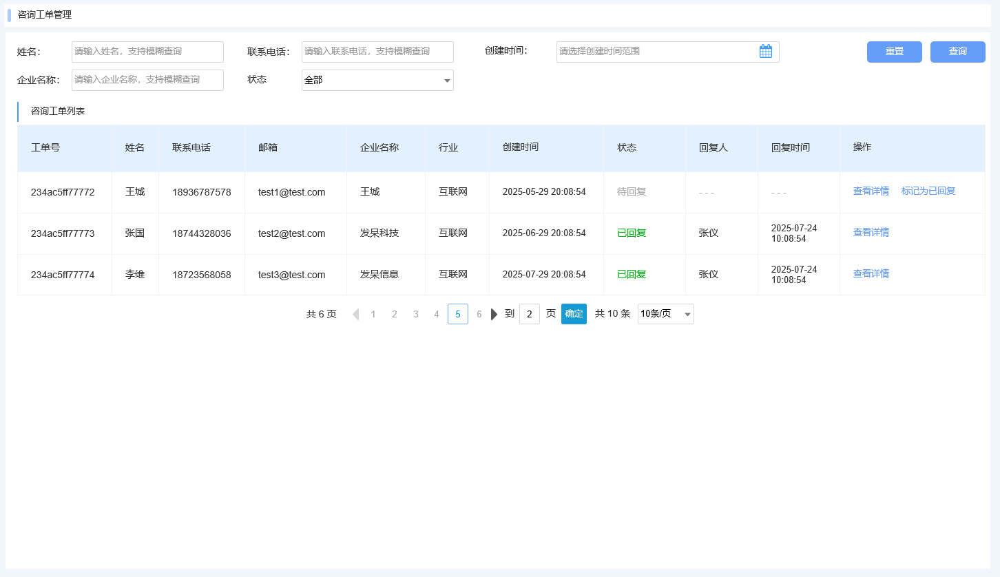 咨询工单管理
姓名： 请输入姓名，支持模糊查询 联系电话： 请输入联系电话，支持模糊查询 创建时间： 请选择创建时间范围 重置 查询
企业名称： 请输入企业名称，支持模糊查询 状态 全部
咨询工单列表
工单号 姓名 联系电话 邮箱 企业名称 行业 创建时间 状态 回复人 回复时间 操作
234ac5ff77772 王城 18936787578 test1@test.com 王城 互联网 2025-05-29 20:08:54 待回复 - - - - - - 查看详情 标记为已回复
234ac5ff77773 张国 18744328036 test2@test.com 发呆科技 互联网 2025-06-29 20:08:54 已回复 张仪 2025-07-24 10:08:54 查看详情
234ac5ff77774 李维 18723568058 test3@test.com 发呆信息 互联网 2025-07-29 20:08:54 已回复 张仪 2025-07-24 10:08:54 查看详情
共 6 页 1 2 3 4 5 6 到 2 页 确定 共 10 条 10条/页